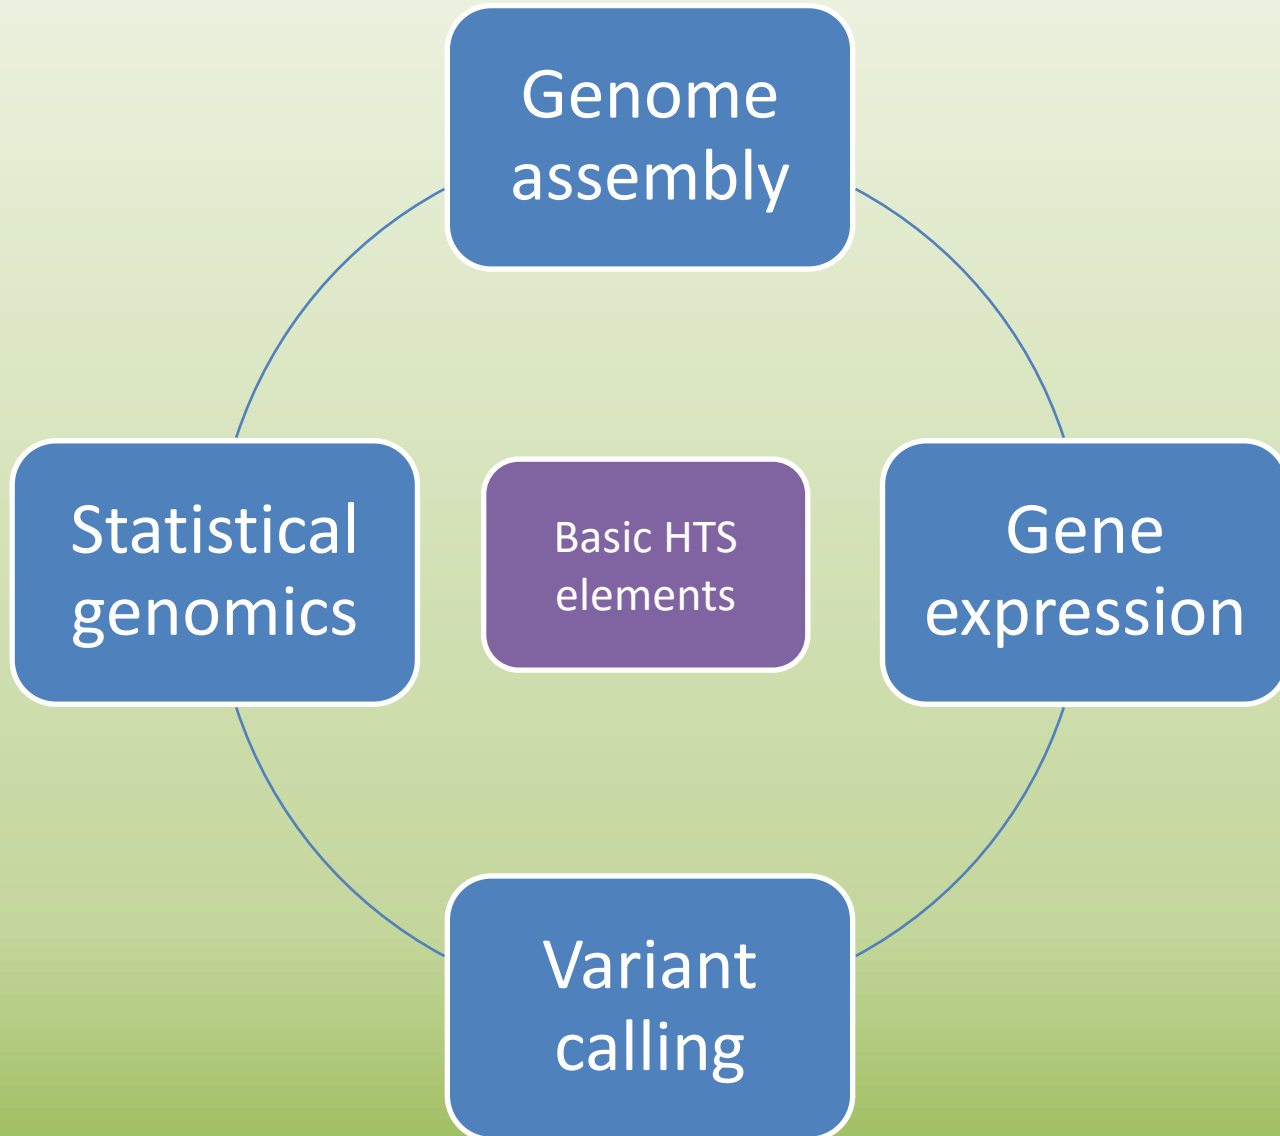 Genome
assembly
Statistical
genomics
Basic HTS
elements
Gene
expression
Variant
calling